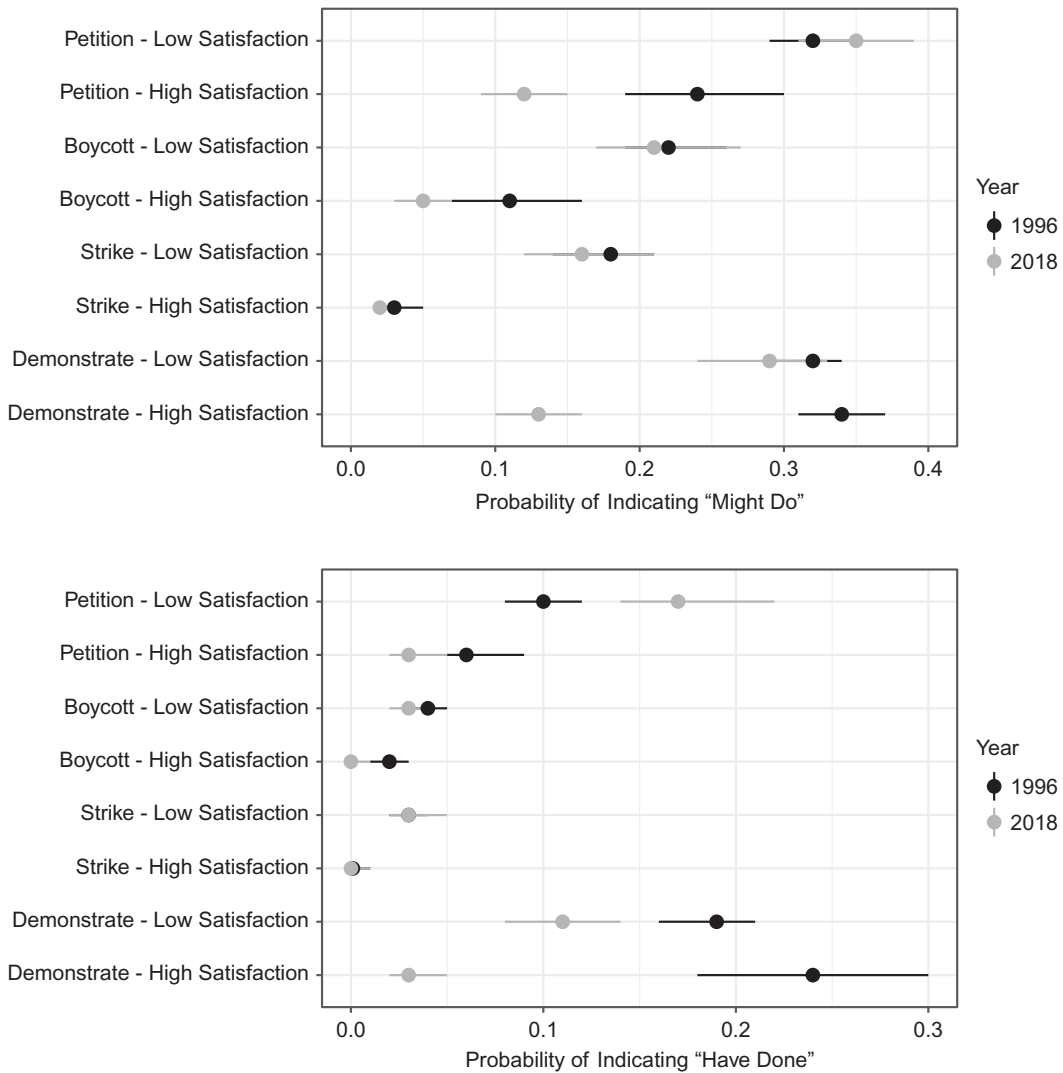 Petition - Low Satisfaction
Petition - High Satisfaction
Boycott - Low Satisfaction
Boycott - High Satisfaction
Strike - Low Satisfaction
Strike - High Satisfaction
Demonstrate - Low Satisfaction
Demonstrate - High Satisfaction
0.0 0.1 0.2 0.3 0.4
Probability of Indicating “Might Do”
Year
1996
2018
Petition - Low Satisfaction
Petition - High Satisfaction
Boycott - Low Satisfaction
Boycott - High Satisfaction
Strike - Low Satisfaction
Strike - High Satisfaction
Demonstrate - Low Satisfaction
Demonstrate - High Satisfaction
0.0 0.1 0.2 0.3
Probability of Indicating “Have Done”
Year
1996
2018